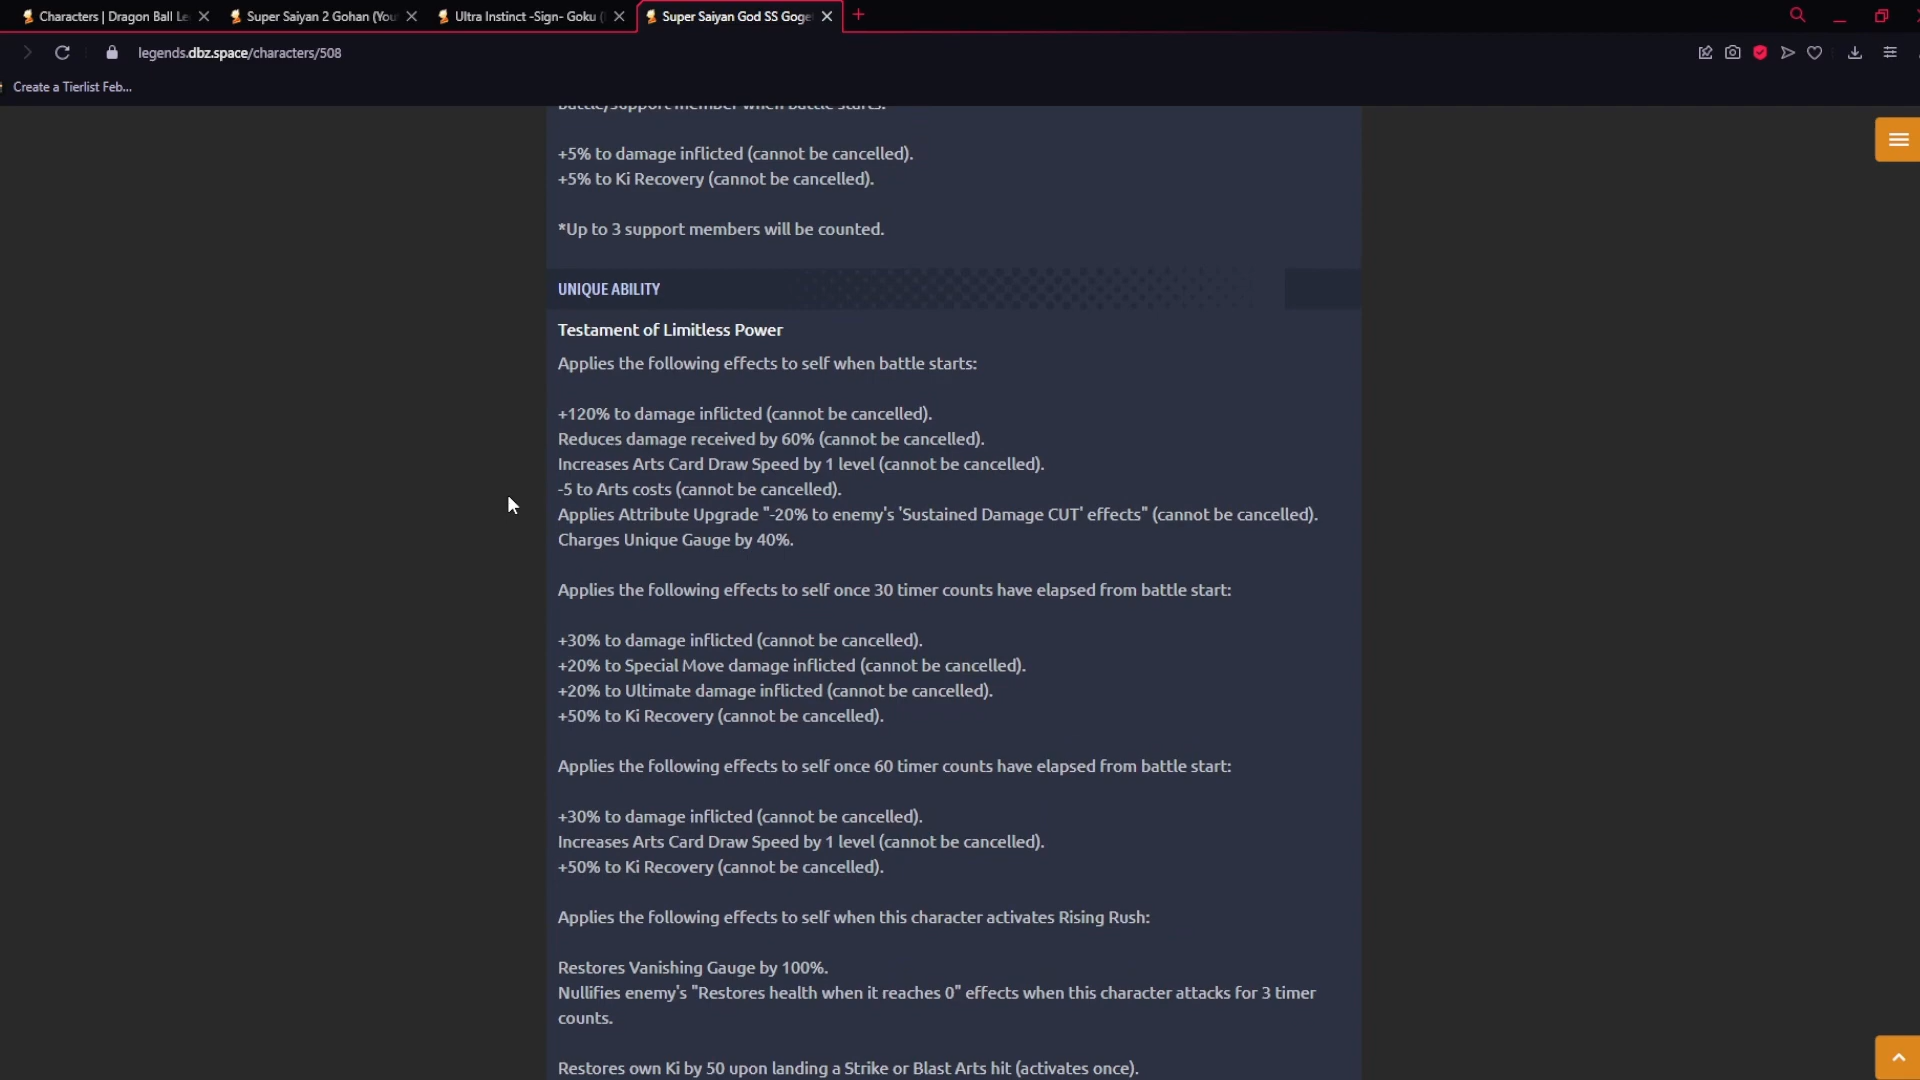 Characters | Dragon Ball Le
Super Saiyan 2 Gohan (You
Ultra Instinct -Sign- Goku (
Super Saiyan God SS Goge
legends.dbz.space/characters/508
Create a Tierlist Feb...
Battle/support member when battle starts.
+5% to damage inflicted (cannot be cancelled).
+5% to Ki Recovery (cannot be cancelled).
*Up to 3 support members will be counted.
UNIQUE ABILITY
Testament of Limitless Power
Applies the following effects to self when battle starts:
+120% to damage inflicted (cannot be cancelled).
Reduces damage received by 60% (cannot be cancelled).
Increases Arts Card Draw Speed by 1 level (cannot be cancelled).
-5 to Arts costs (cannot be cancelled).
Applies Attribute Upgrade "-20% to enemy's 'Sustained Damage CUT' effects" (cannot be cancelled).
Charges Unique Gauge by 40%.
Applies the following effects to self once 30 timer counts have elapsed from battle start:
+30% to damage inflicted (cannot be cancelled).
+20% to Special Move damage inflicted (cannot be cancelled).
+20% to Ultimate damage inflicted (cannot be cancelled).
+50% to Ki Recovery (cannot be cancelled).
Applies the following effects to self once 60 timer counts have elapsed from battle start:
+30% to damage inflicted (cannot be cancelled).
Increases Arts Card Draw Speed by 1 level (cannot be cancelled).
+50% to Ki Recovery (cannot be cancelled).
Applies the following effects to self when this character activates Rising Rush:
Restores Vanishing Gauge by 100%.
Nullifies enemy's "Restores health when it reaches 0" effects when this character attacks for 3 timer
counts.
Restores own Ki by 50 upon landing a Strike or Blast Arts hit (activates once).